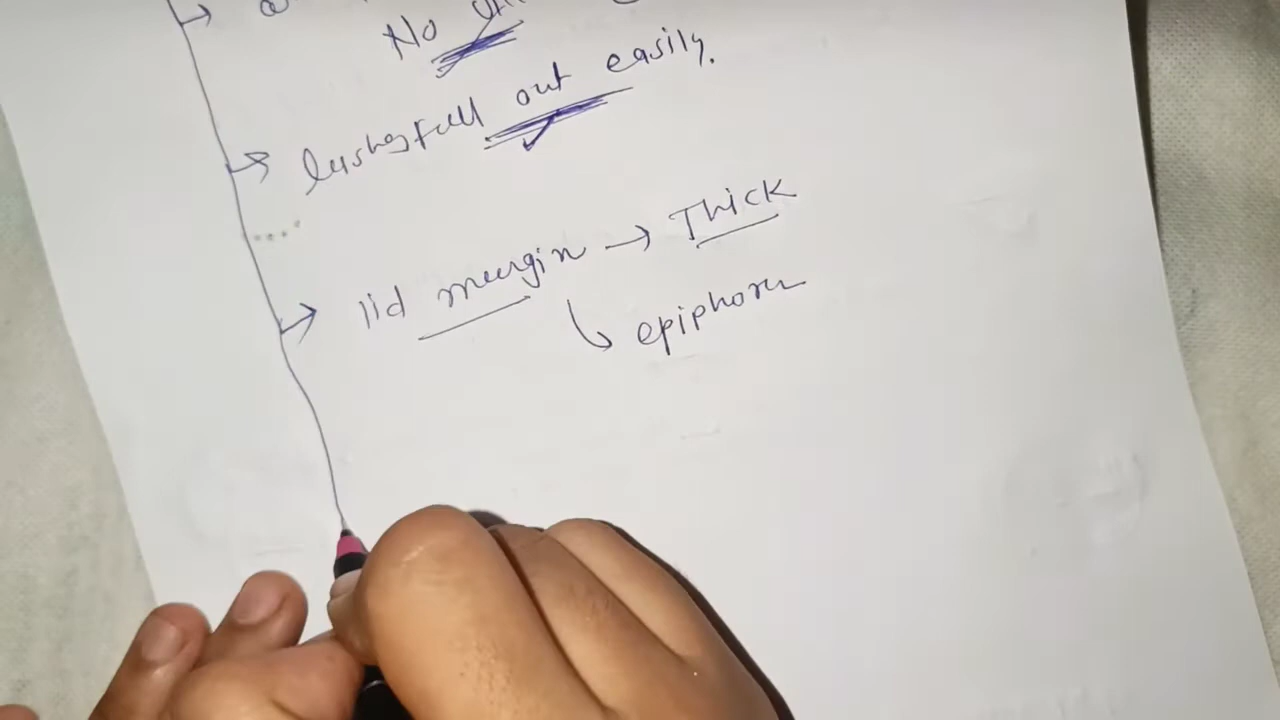 No
lashes fall out easily.
lid margin → Thick
epiphora